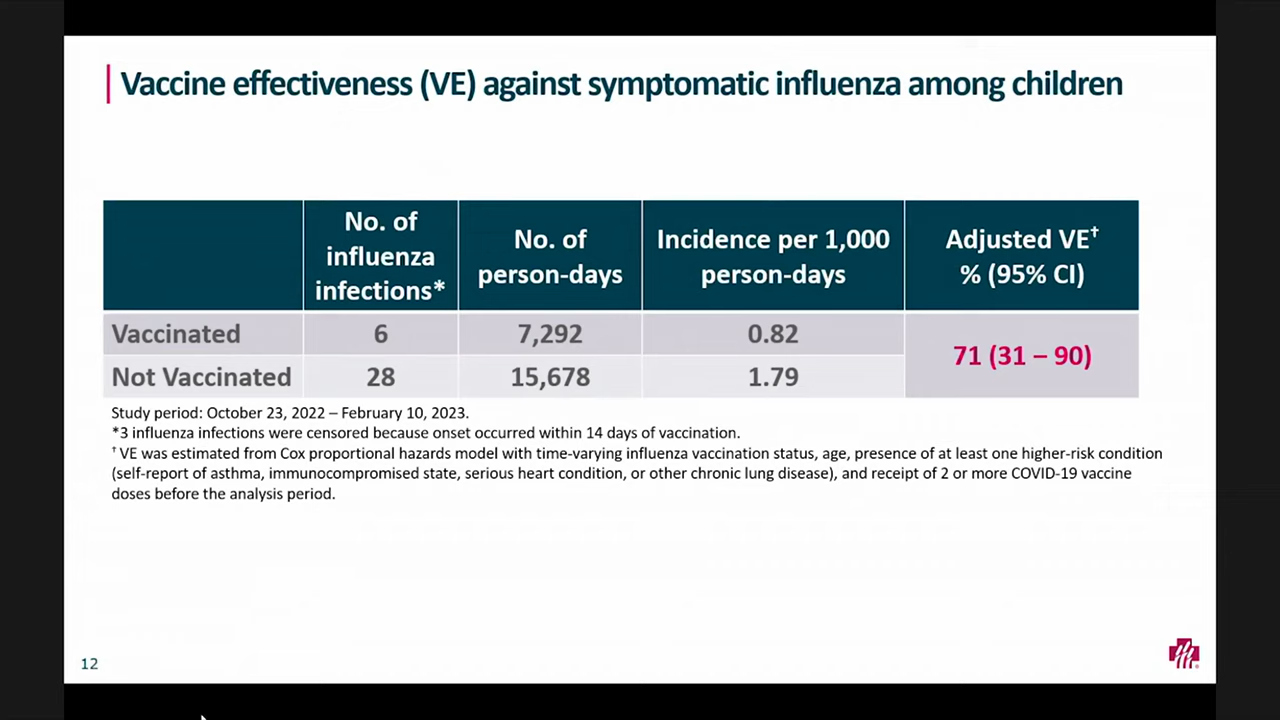 Vaccine effectiveness (VE) against symptomatic influenza among children
No. of
influenza
infections*
No. of
person-days
Incidence per 1,000
person-days
Adjusted VE†
% (95% CI)
Vaccinated 6 7,292 0.82
71 (31 – 90)
Not Vaccinated 28 15,678 1.79
Study period: October 23, 2022 – February 10, 2023.
*3 influenza infections were censored because onset occurred within 14 days of vaccination.
† VE was estimated from Cox proportional hazards model with time-varying influenza vaccination status, age, presence of at least one higher-risk condition
(self-report of asthma, immunocompromised state, serious heart condition, or other chronic lung disease), and receipt of 2 or more COVID-19 vaccine
doses before the analysis period.
12